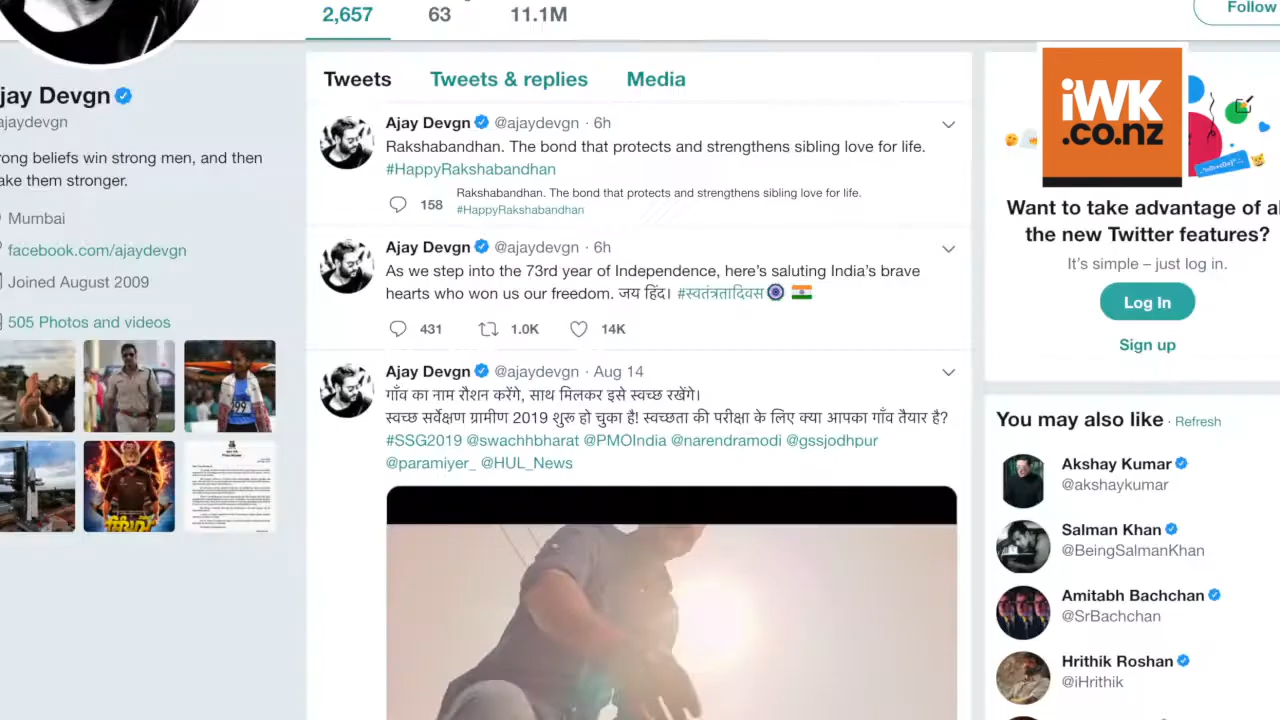 2,657
63
11.1M
Follow
jay Devgn
ajaydevgn
rong beliefs win strong men, and then
ake them stronger.
Mumbai
facebook.com/ajaydevgn
Joined August 2009
505 Photos and videos
Tweets
Tweets & replies
Media
Ajay Devgn @ajaydevgn · 6h
Rakshabandhan. The bond that protects and strengthens sibling love for life.
#HappyRakshabandhan
158
Rakshabandhan. The bond that protects and strengthens sibling love for life.
#HappyRakshabandhan
Ajay Devgn @ajaydevgn · 6h
As we step into the 73rd year of Independence, here's saluting India's brave
hearts who won us our freedom. जय हिंद। #स्वतंत्रतादिवस
431
1.0K
14K
Ajay Devgn @ajaydevgn · Aug 14
गाँव का नाम रौशन करेंगे, साथ मिलकर इसे स्वच्छ रखेंगे।
स्वच्छ सर्वेक्षण ग्रामीण 2019 शुरू हो चुका है! स्वच्छता की परीक्षा के लिए क्या आपका गाँव तैयार है?
#SSG2019 @swachhbharat @PMOIndia @narendramodi @gssjodhpur
@paramiyer_ @HUL_News
iWK
.co.nz
Want to take advantage of al
the new Twitter features?
It's simple – just log in.
Log In
Sign up
You may also like · Refresh
Akshay Kumar
@akshaykumar
Salman Khan
@BeingSalmanKhan
Amitabh Bachchan
@SrBachchan
Hrithik Roshan
@iHrithik